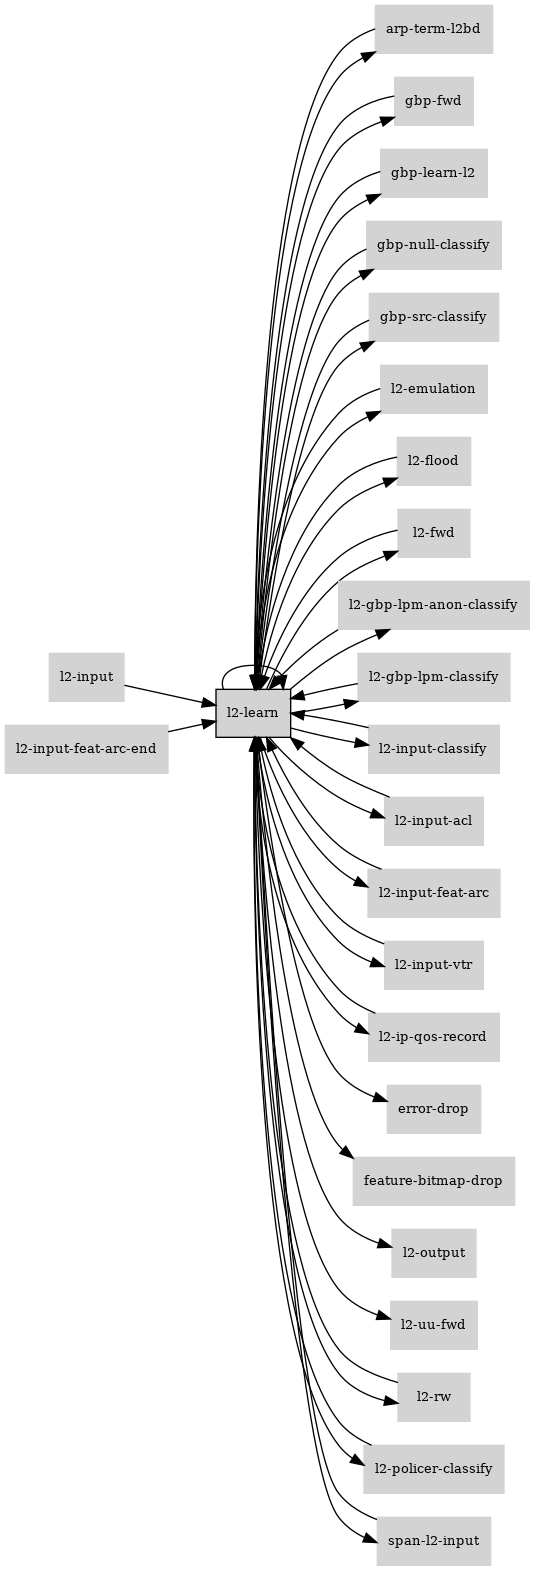 arp-term-l2bd
gbp-fwd
gbp-learn-l2
gbp-null-classify
gbp-src-classify
l2-emulation
l2-flood
l2-fwd
l2-gbp-lpm-anon-classify
l2-input
l2-gbp-lpm-classify
l2-learn
l2-input-feat-arc-end
l2-input-classify
l2-input-acl
l2-input-feat-arc
l2-input-vtr
l2-ip-qos-record
error-drop
feature-bitmap-drop
l2-output
l2-uu-fwd
l2-rw
l2-policer-classify
span-l2-input